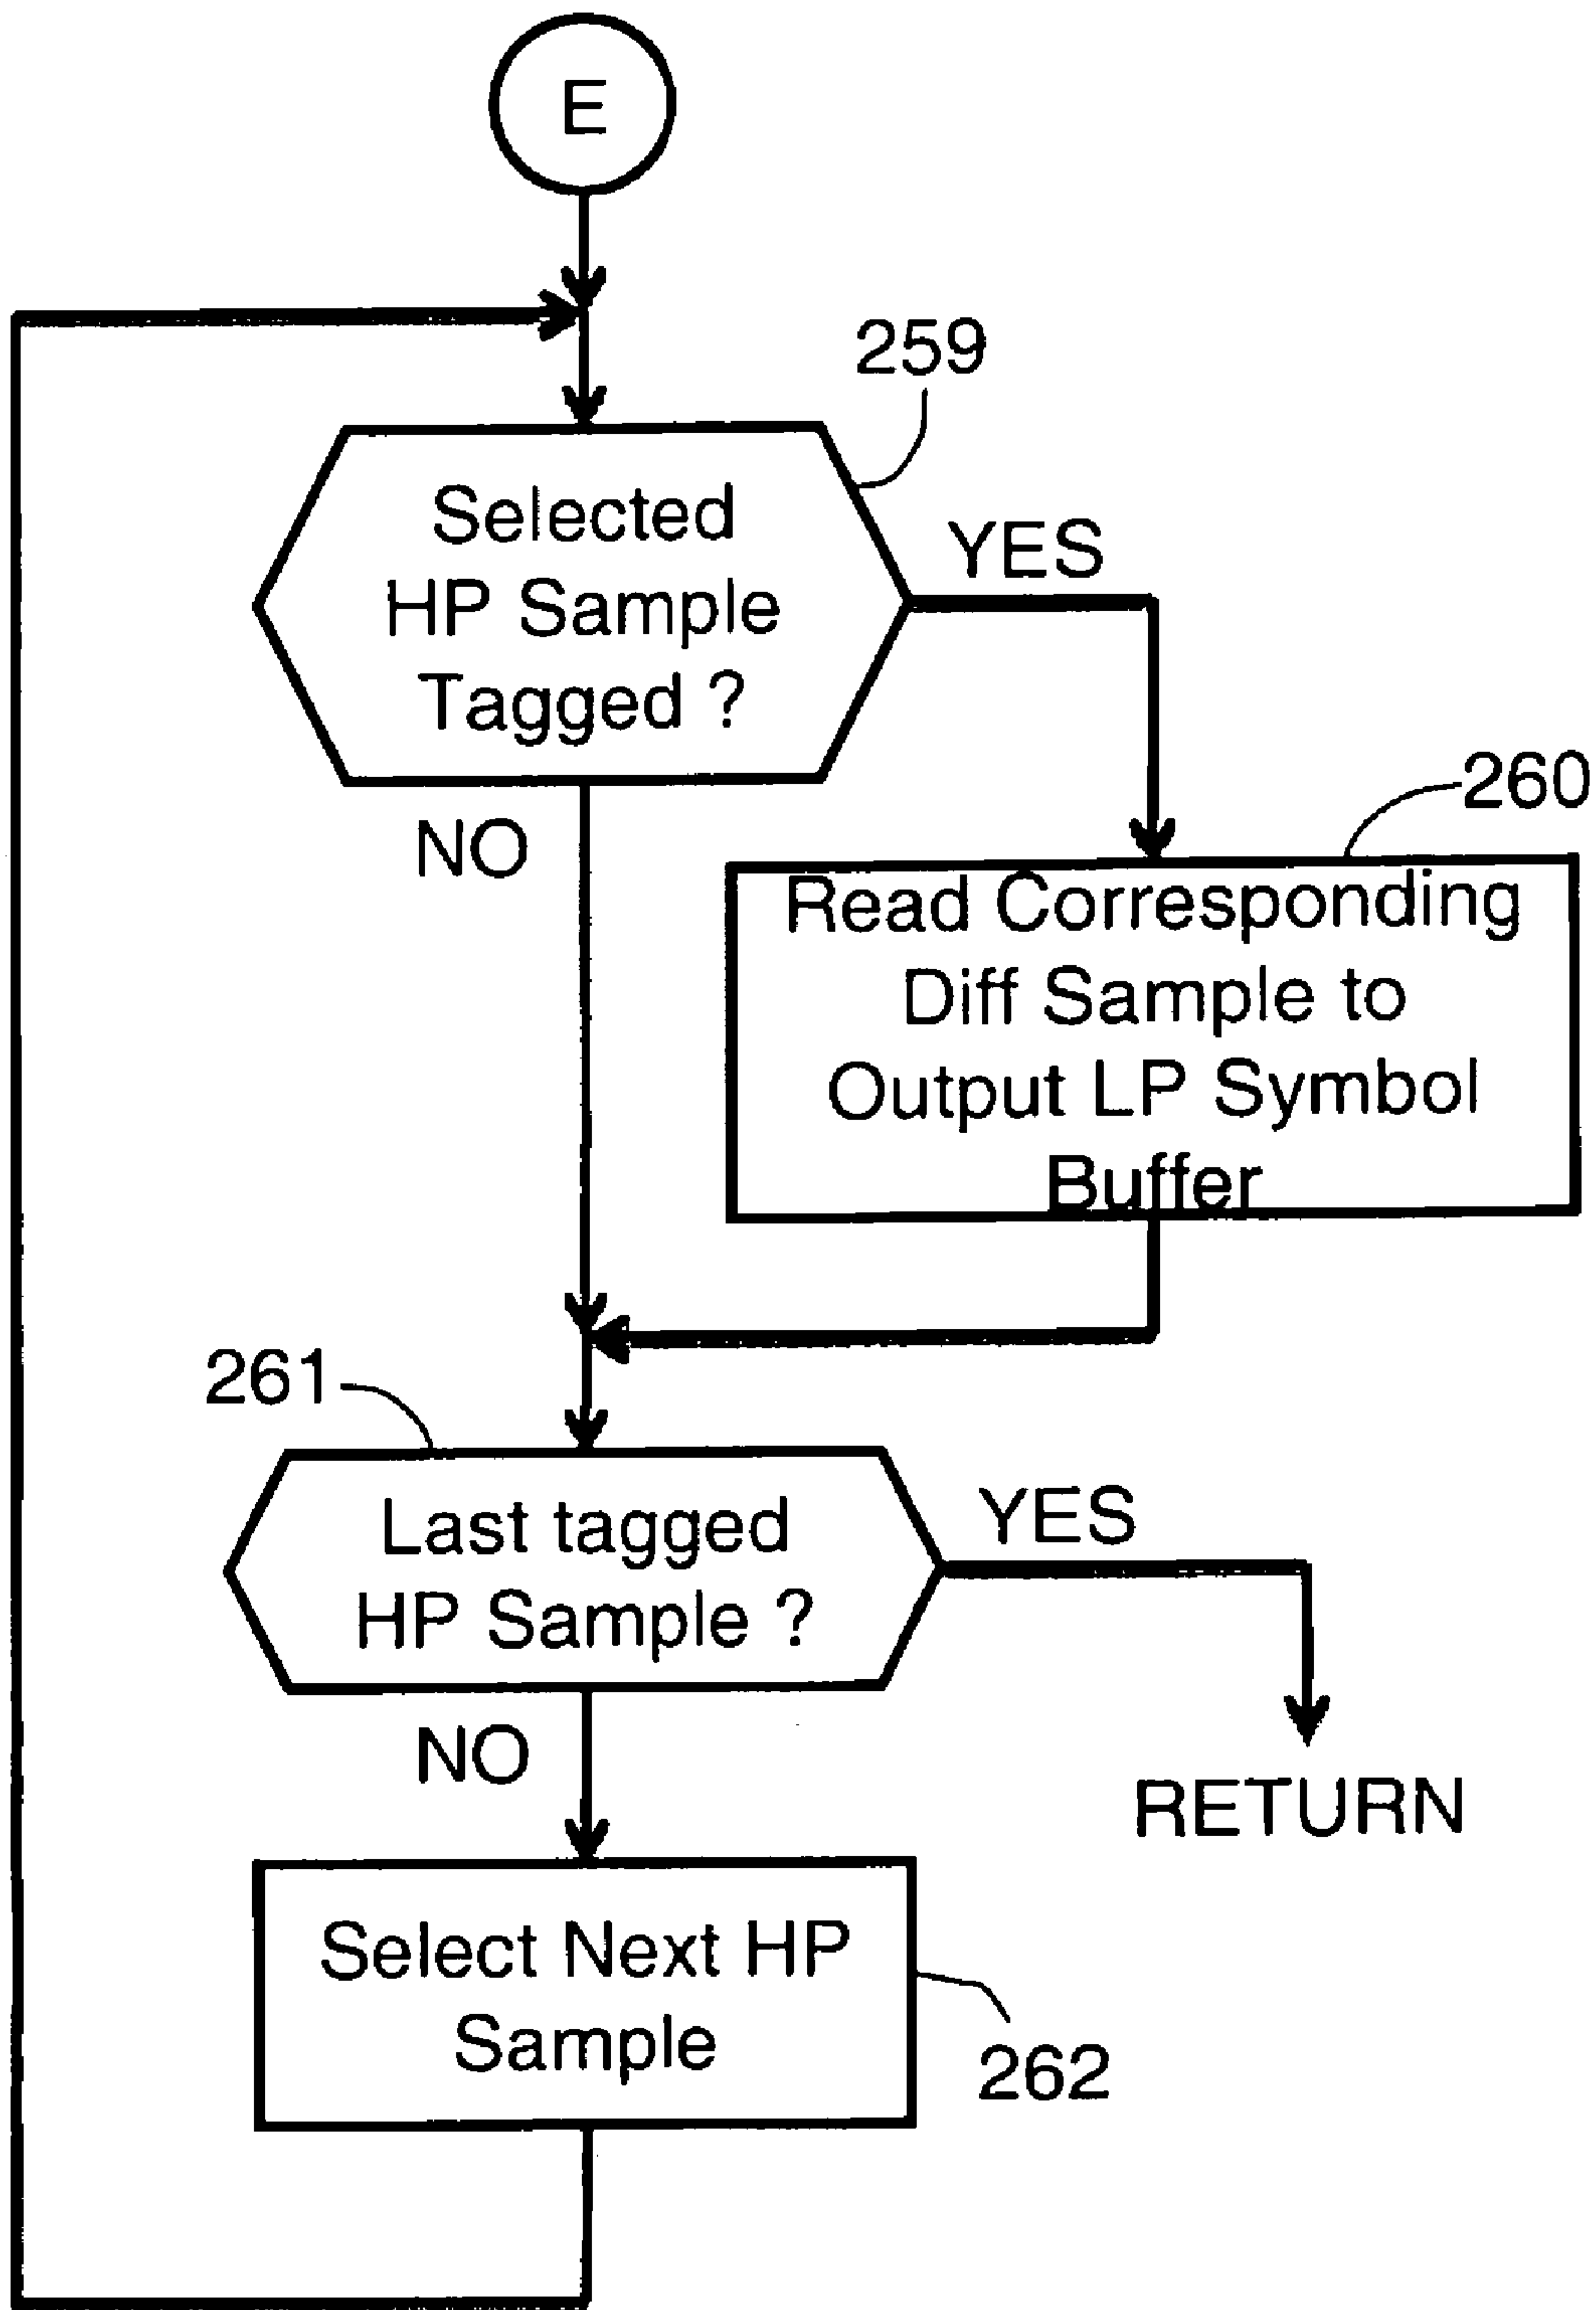 E
259
Selected
HP Sample
Tagged ?
YES
NO
260
Read Corresponding
Diff Sample to
Output LP Symbol
Buffer
261
Last tagged
HP Sample ?
YES
NO
RETURN
Select Next HP
Sample
262